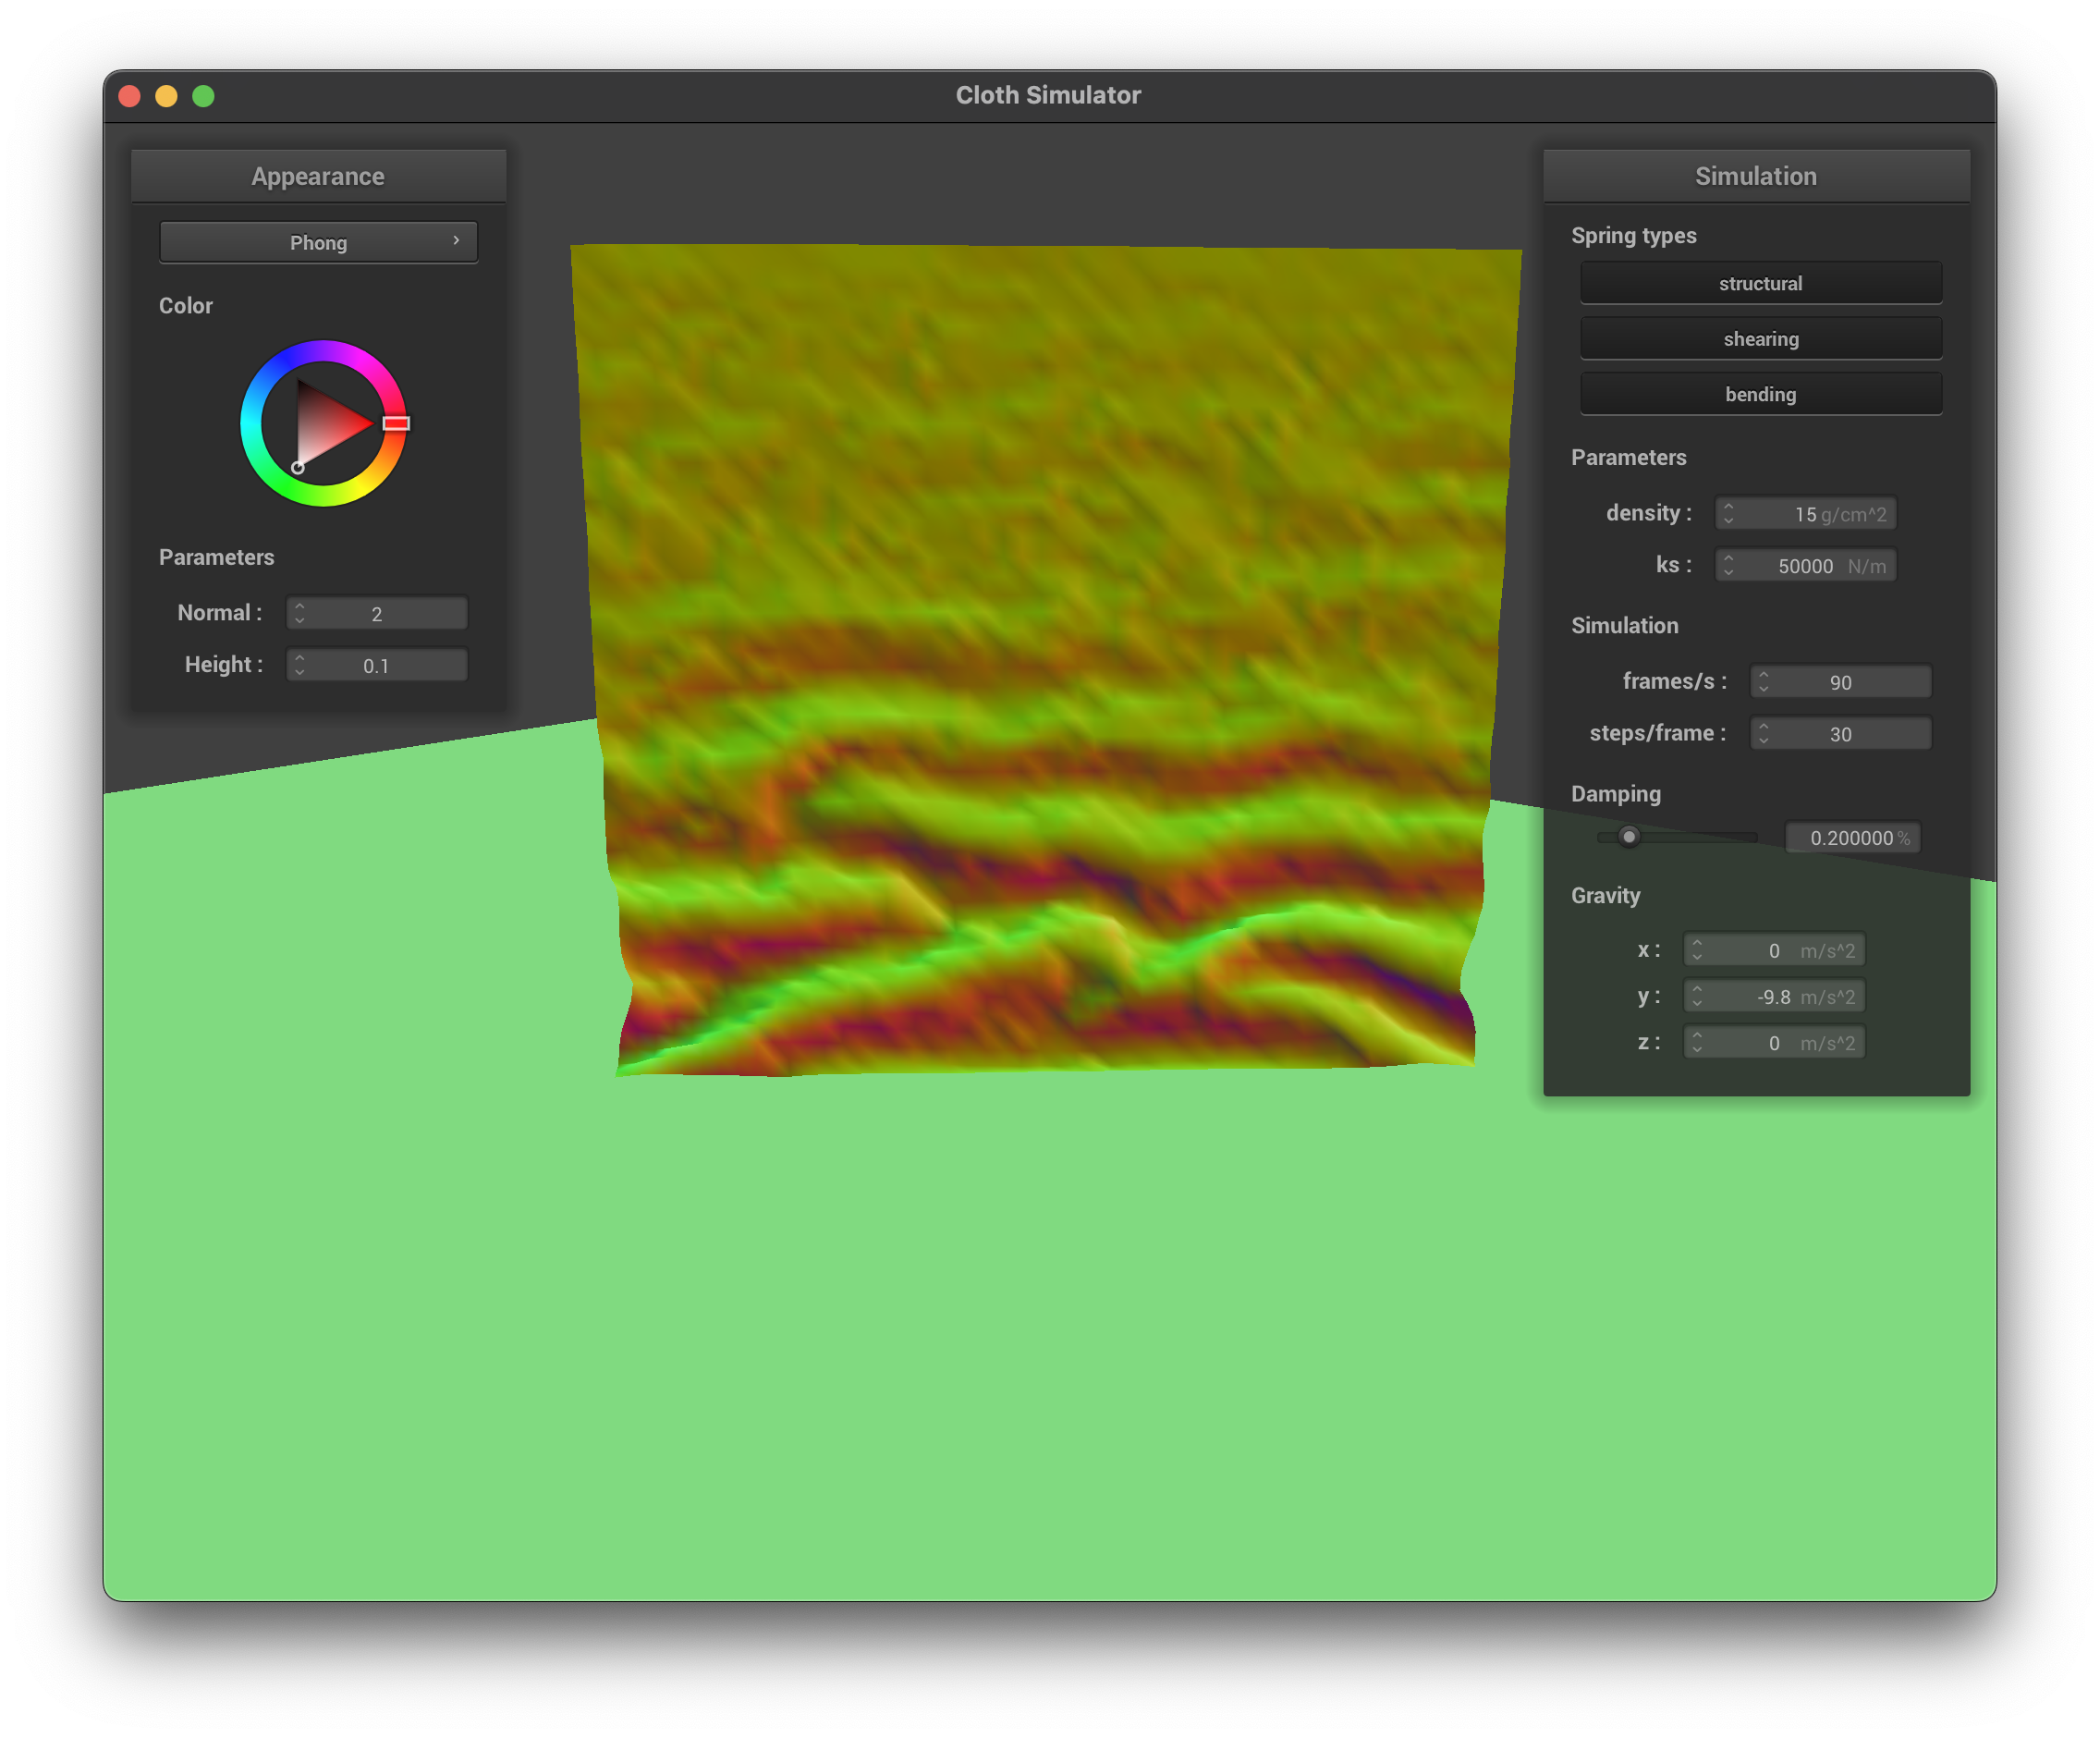 Cloth Simulator
Appearance
Phong
Color
Parameters
Normal : 2
Height : 0.1
Simulation
Spring types
structural
shearing
bending
Parameters
density : 15 g/cm^2
ks : 50000 N/m
Simulation
frames/s : 90
steps/frame : 30
Damping
0.200000 %
Gravity
x : 0 m/s^2
y : -9.8 m/s^2
z : 0 m/s^2